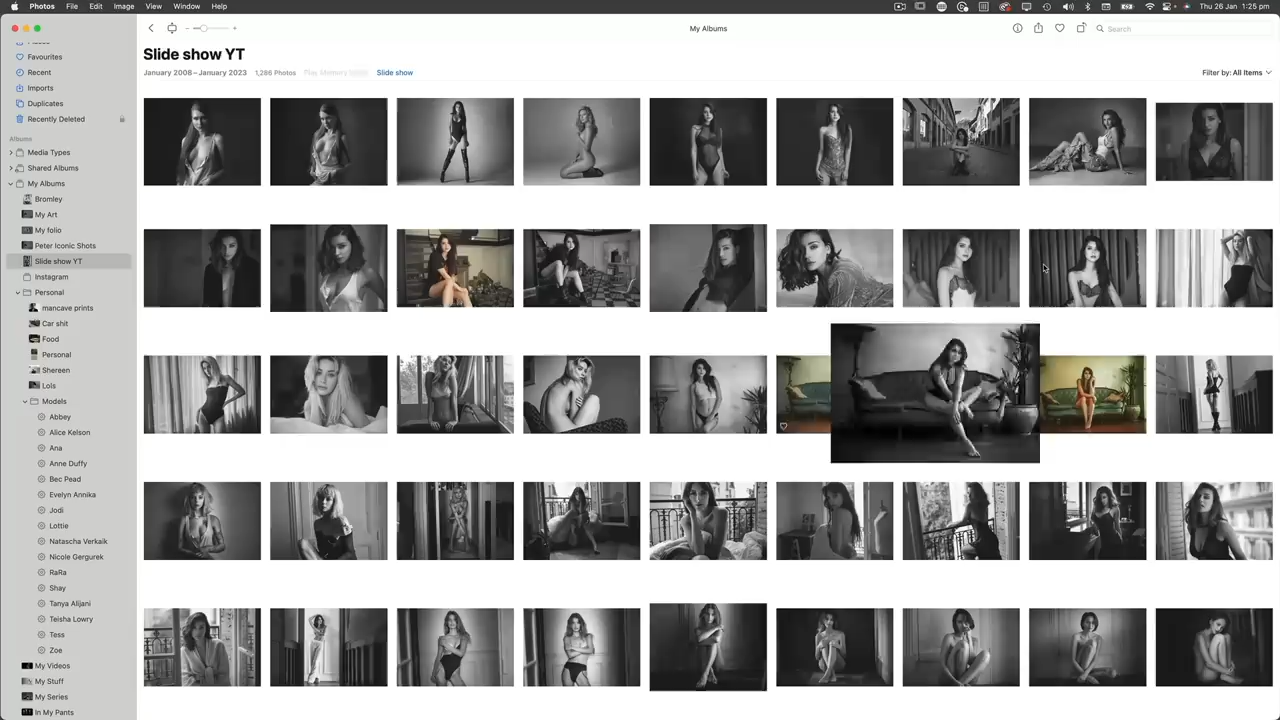 Photos File Edit Image View Window Help Thu 26 Jan 1:25 pm
My Albums
Search
Slide show YT
January 2008 – January 2023 1,286 Photos Play Memory Slide show
Filter by: All Items
Favourites
Recent
Imports
Duplicates
Recently Deleted
Albums
Media Types
Shared Albums
My Albums
Bromley
My Art
My folio
Peter Iconic Shots
Slide show YT
Instagram
Personal
mancave prints
Car shit
Food
Personal
Shereen
Lols
Models
Abbey
Alice Kelson
Ana
Anne Duffy
Bec Pead
Evelyn Annika
Jodi
Lottie
Natascha Verkaik
Nicole Gergurek
RaRa
Shay
Tanya Alijani
Teisha Lowry
Tess
Zoe
My Videos
My Stuff
My Series
In My Pants